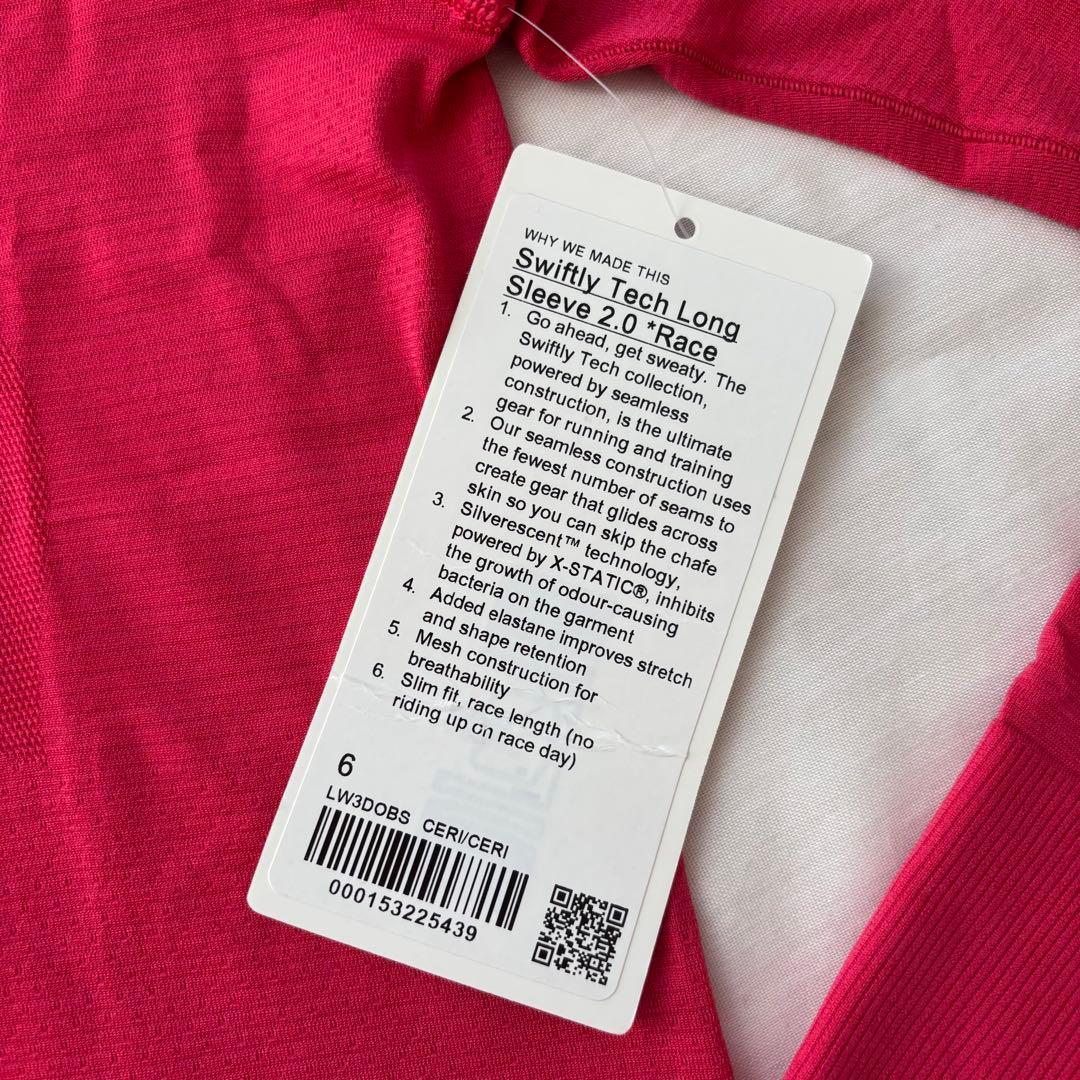 WHY WE MADE THIS
Swiftly Tech Long
Sleeve 2.0 *Race
1. Go ahead, get sweaty. The
Swiftly Tech collection,
powered by seamless
construction, is the ultimate
gear for running and training
2. Our seamless construction uses
the fewest number of seams to
create gear that glides across
skin so you can skip the chafe
3. Silverescent™ technology,
powered by X-STATIC®, inhibits
the growth of odour-causing
bacteria on the garment
4. Added elastane improves stretch
and shape retention
5. Mesh construction for
breathability
6. Slim fit, race length (no
riding up on race day)
6
LW3DOBS CERI/CERI
000153225439